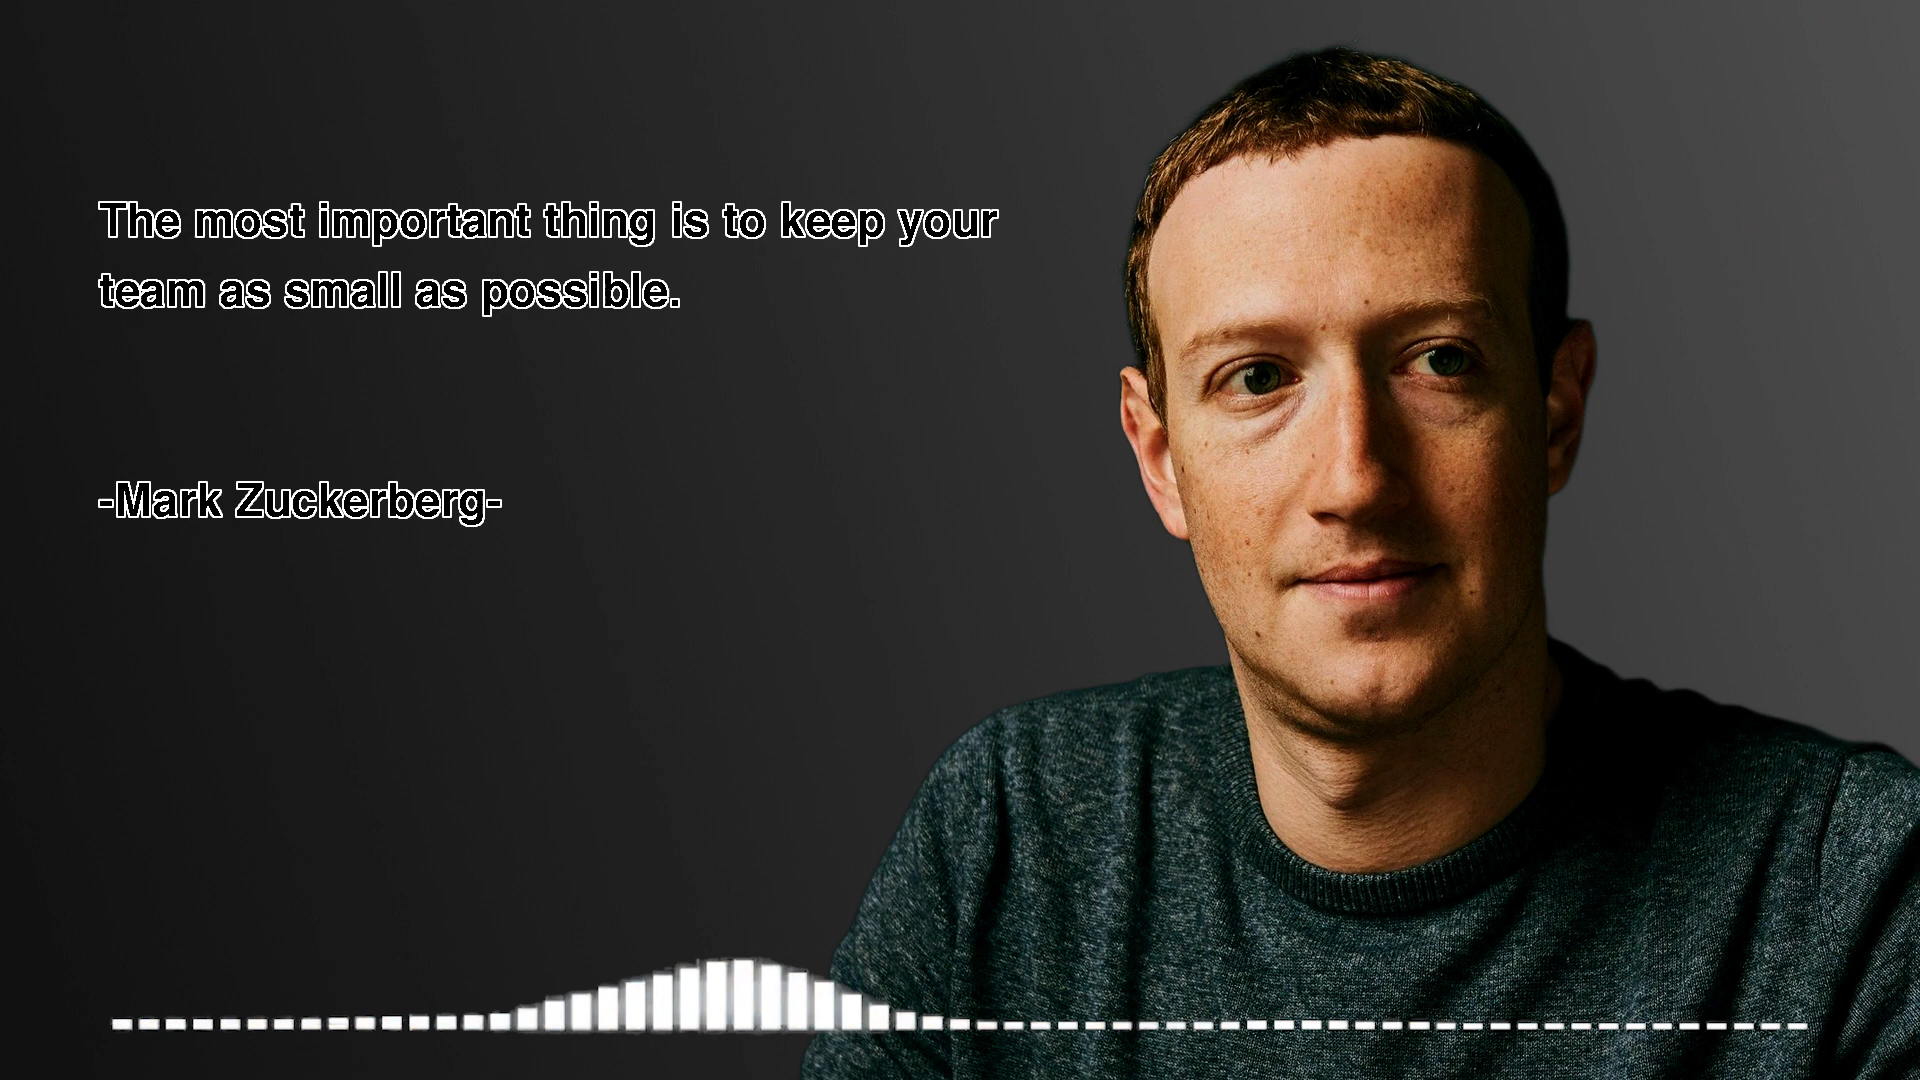 The most important thing is to keep your
team as small as possible.
-Mark Zuckerberg-